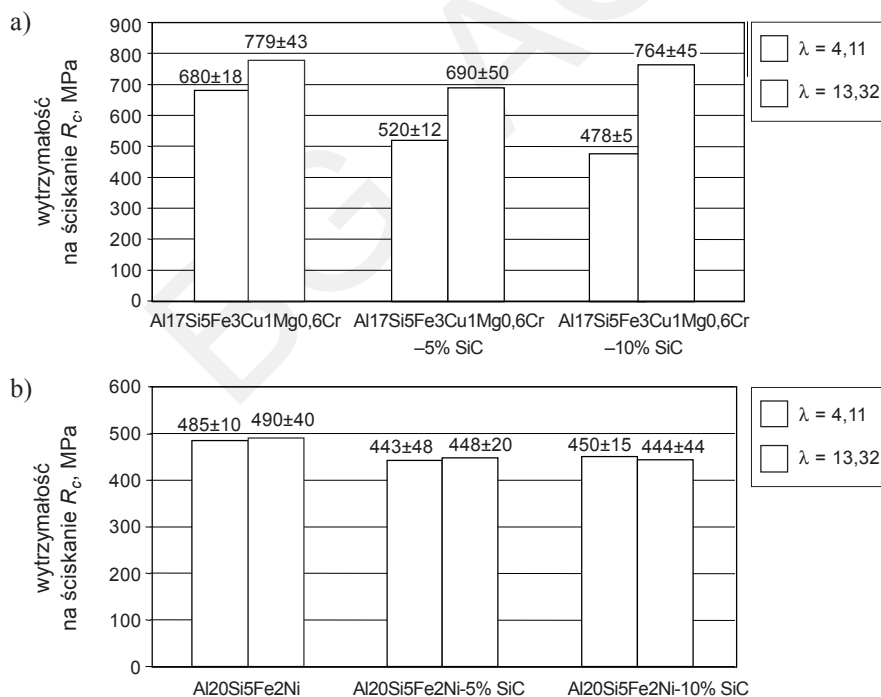 a)
wytrzymałość
na ściskanie Rc, MPa
900
800
700
600
500
400
300
200
100
0
680±18
779±43
520±12
690±50
478±5
764±45
Al17Si5Fe3Cu1Mg0,6Cr
Al17Si5Fe3Cu1Mg0,6Cr
–5% SiC
Al17Si5Fe3Cu1Mg0,6Cr
–10% SiC
λ = 4,11
λ = 13,32
b)
wytrzymałość
na ściskanie Rc, MPa
600
500
400
300
200
100
0
485±10
490±40
443±48
448±20
450±15
444±44
Al20Si5Fe2Ni
Al20Si5Fe2Ni-5% SiC
Al20Si5Fe2Ni-10% SiC
λ = 4,11
λ = 13,32